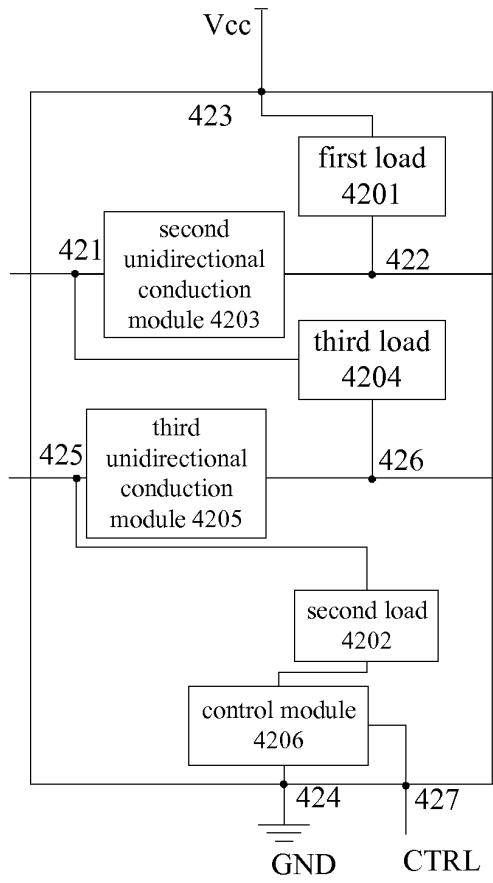 Vcc
423
first load
4201
421
second
unidirectional
conduction
module 4203
422
third load
4204
425
third
unidirectional
conduction
module 4205
426
second load
4202
control module
4206
424
427
GND
CTRL